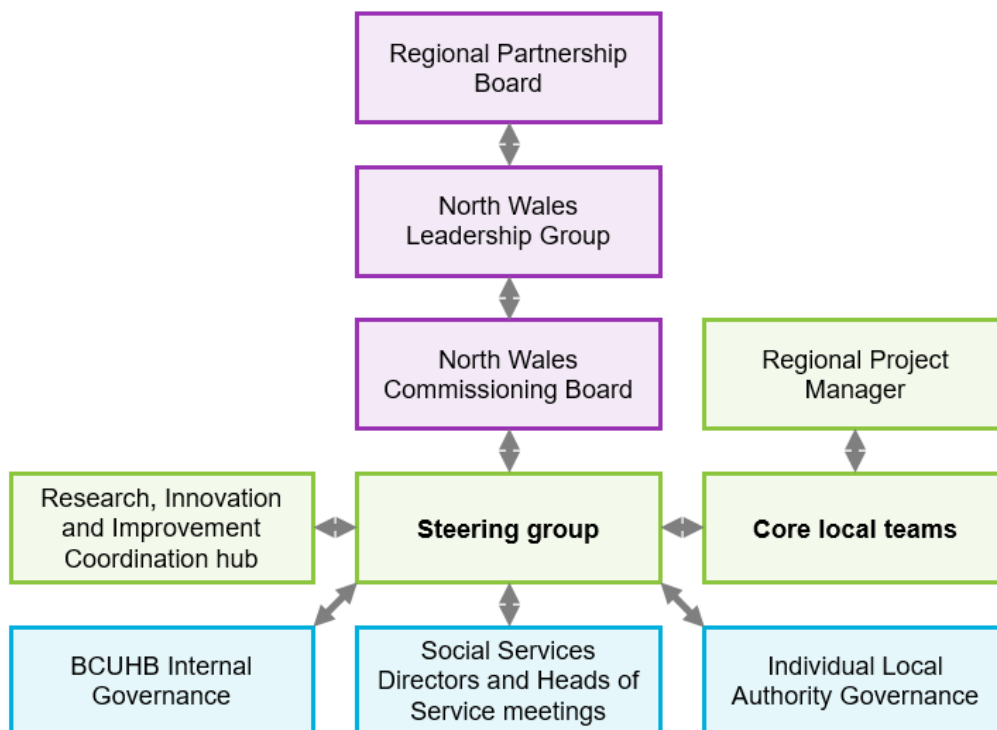 Regional Partnership
Board
North Wales
Leadership Group
North Wales
Commissioning Board
Regional Project
Manager
Research, Innovation
and Improvement
Coordination hub
Steering group
Core local teams
BCUHB Internal
Governance
Social Services
Directors and Heads of
Service meetings
Individual Local
Authority Governance